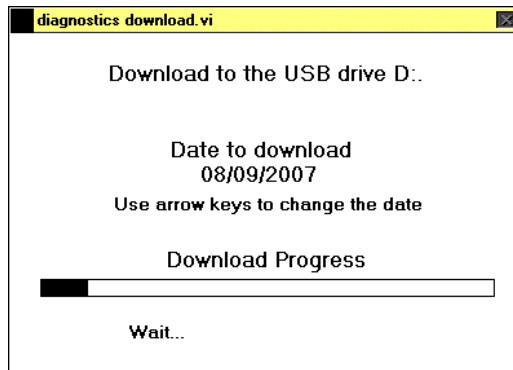 diagnostics download.vi
Download to the USB drive D:.
Date to download
08/09/2007
Use arrow keys to change the date
Download Progress
Wait...